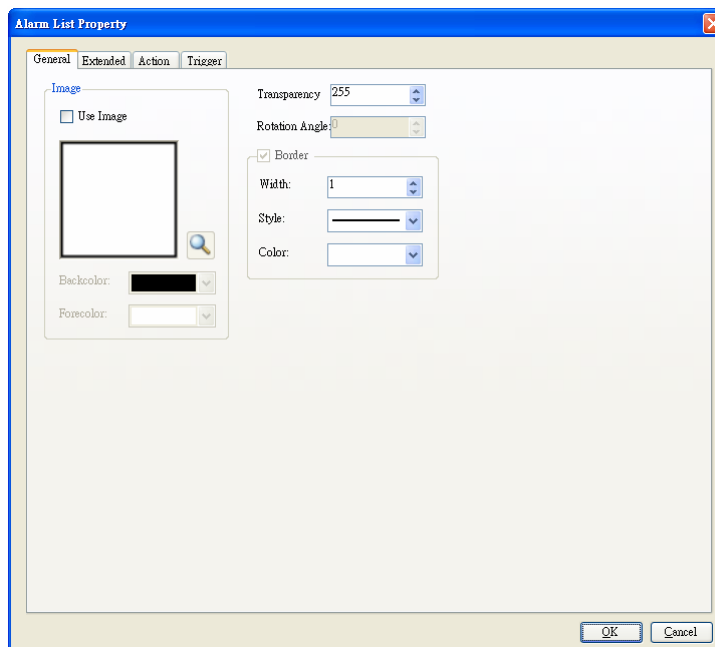 Alarm List Property
General Extended Action Trigger
Image
Use Image
Backcolor:
Forecolor:
Transparency 255
Rotation Angle: 0
Border
Width: 1
Style:
Color:
OK Cancel